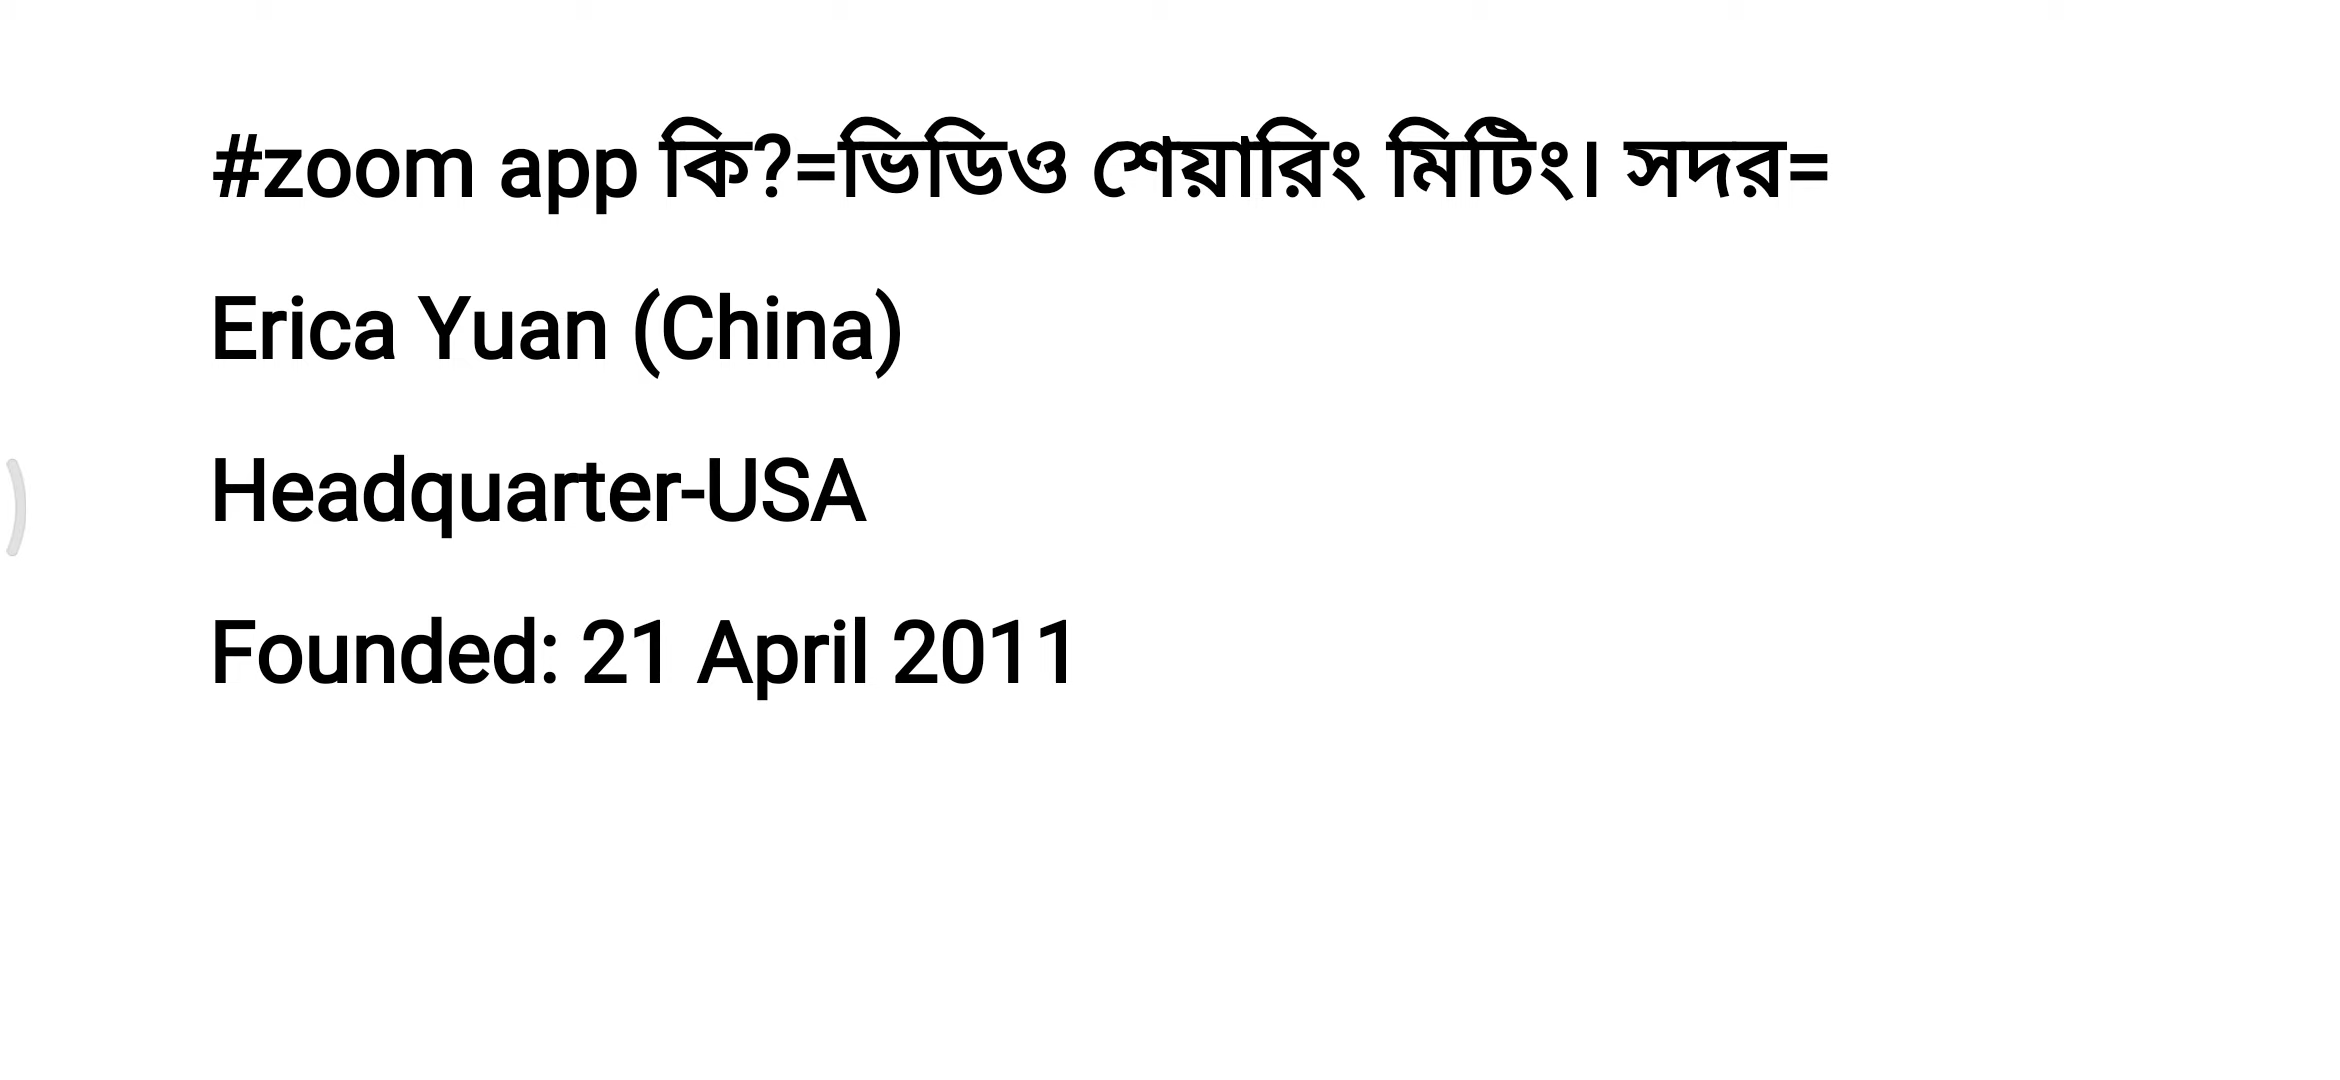 #zoom app কি?=ভিডিও শেয়ারিং মিটিং। সদর=
Erica Yuan (China)
Headquarter-USA
Founded: 21 April 2011